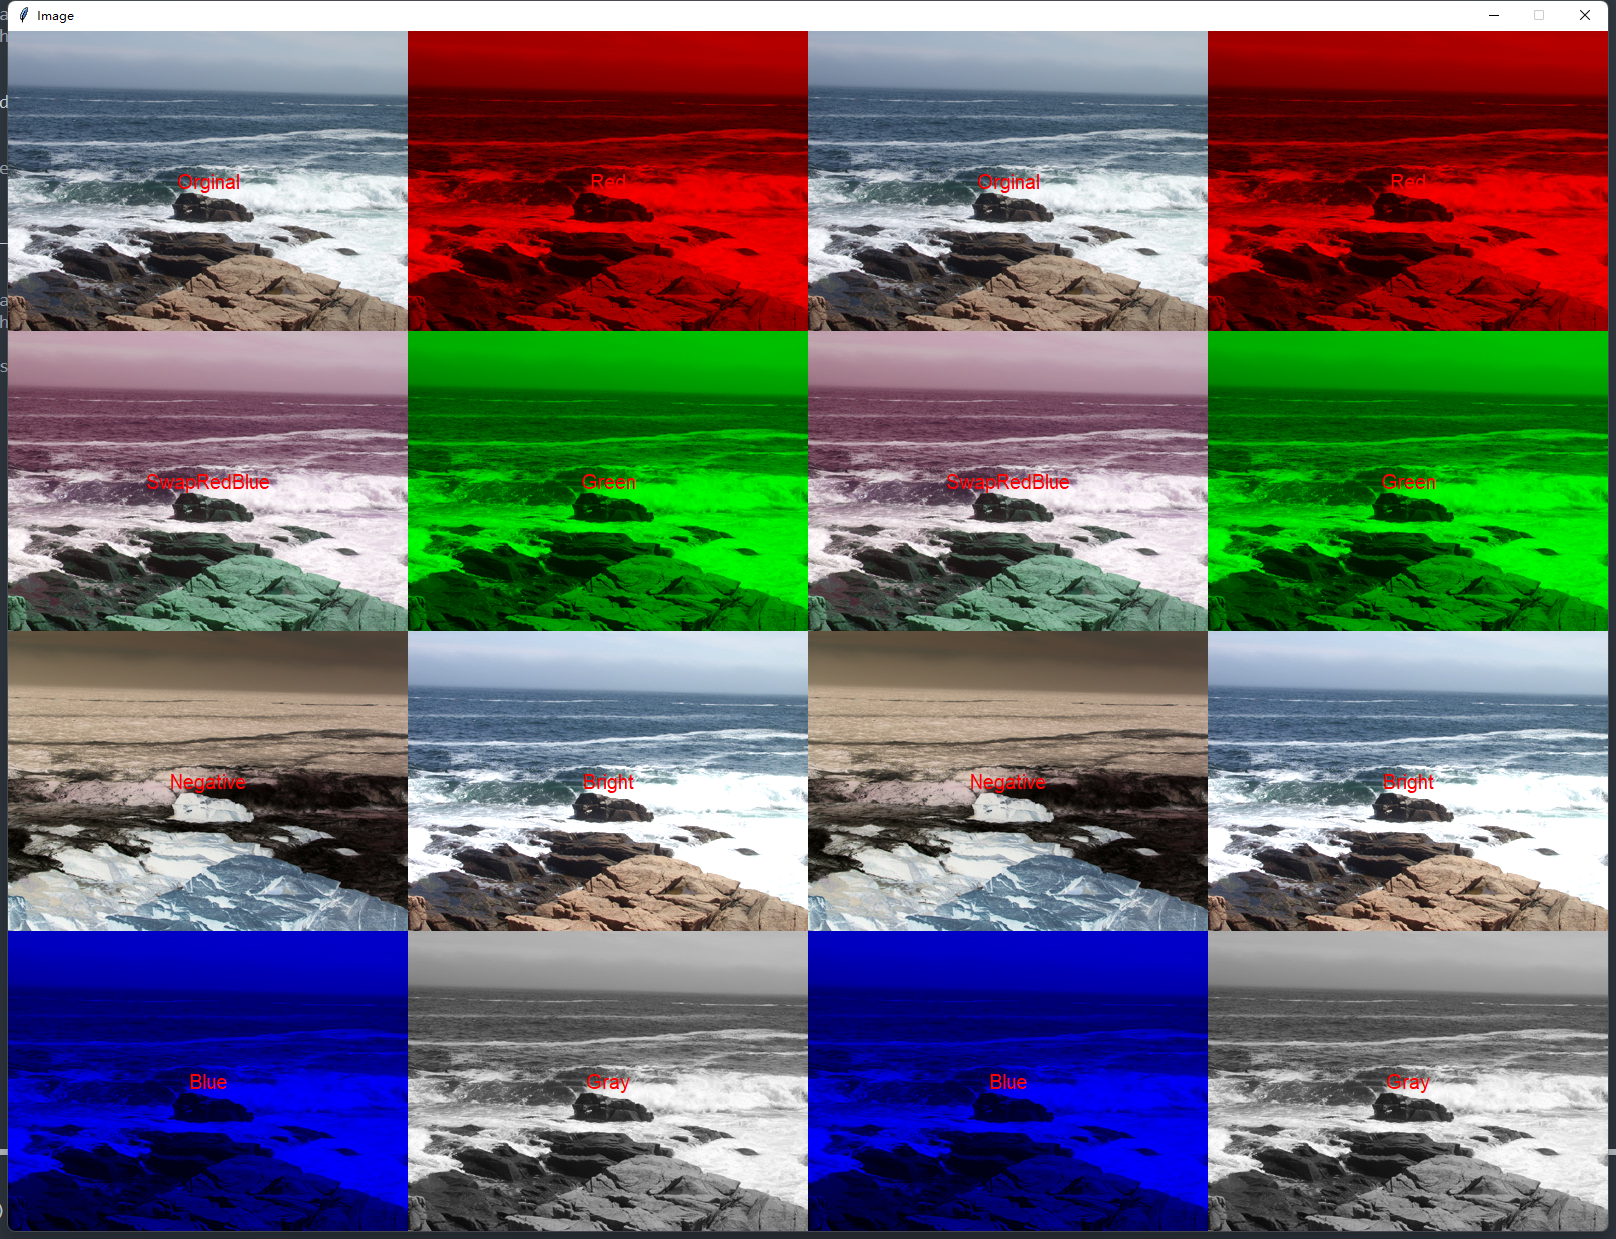 Image
Orginal Red Orginal Red
SwapRedBlue Green SwapRedBlue Green
Negative Bright Negative Bright
Blue Gray Blue Gray